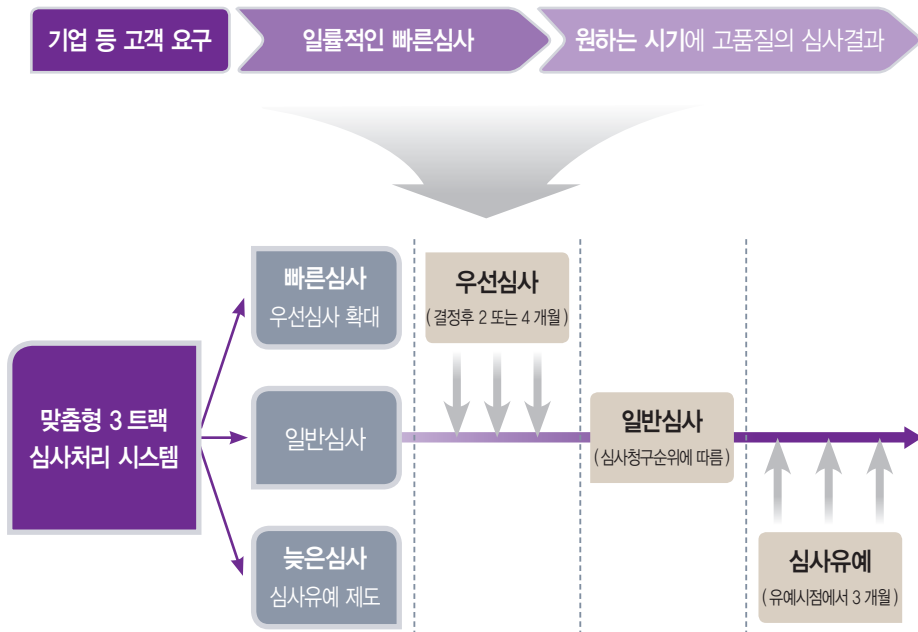 기업 등 고객 요구
일률적인 빠른심사
원하는 시기에 고품질의 심사결과
빠른심사
우선심사 확대
우선심사
(결정후 2 또는 4 개월)
맞춤형 3 트랙
심사처리 시스템
일반심사
일반심사
(심사청구순위에 따름)
늦은심사
심사유예 제도
심사유예
(유예시점에서 3 개월)